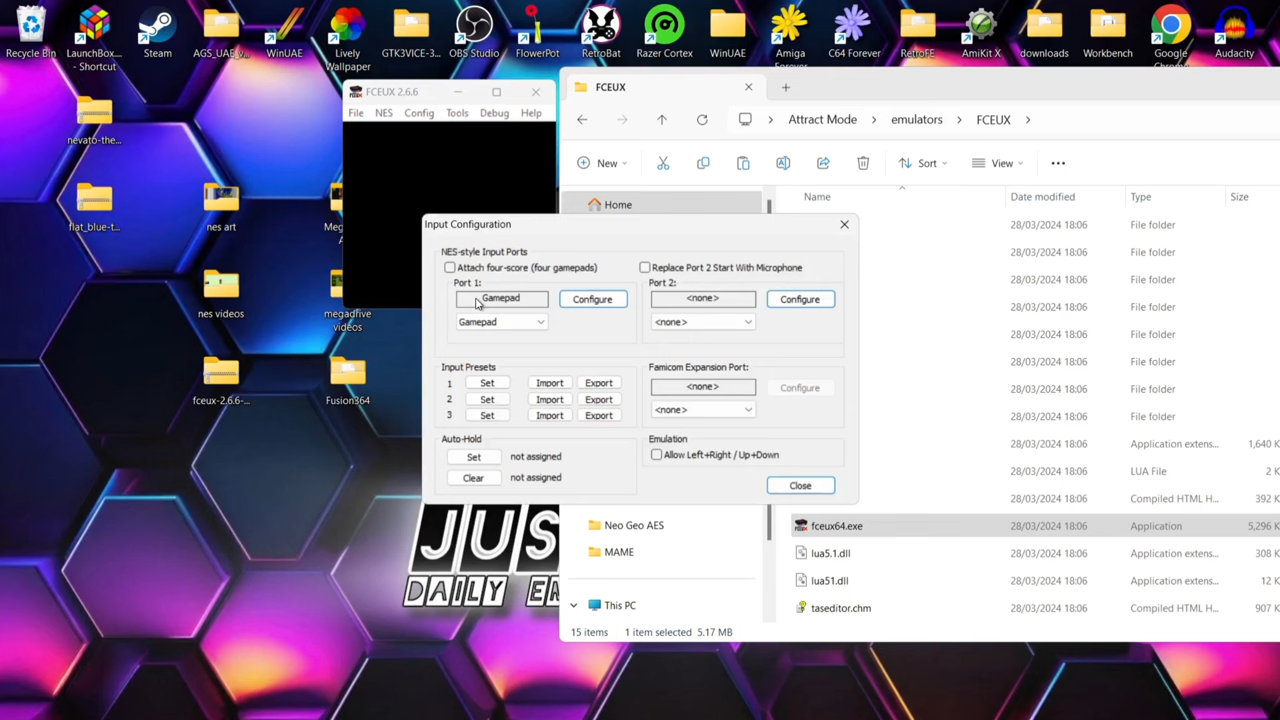 Recycle Bin
LaunchBox...
- Shortcut
Steam
AGS_UAE_v...
WinUAE
Lively
Wallpaper
GTK3VICE-3...
OBS Studio
FlowerPot
RetroBat
Razer Cortex
WinUAE
Amiga
Forever
C64 Forever
RetroFE
AmiKit X
downloads
Workbench
Google
Chrome
Audacity
nevato-the...
flat_blue-t...
nes art
nes videos
megadfive
videos
fceux-2.6.6-...
Fusion364
FCEUX 2.6.6
File NES Config Tools Debug Help
FCEUX
Attract Mode > emulators > FCEUX >
New
Sort
View
Home
Name Date modified Type Size
28/03/2024 18:06 File folder
28/03/2024 18:06 File folder
28/03/2024 18:06 File folder
28/03/2024 18:06 File folder
28/03/2024 18:06 File folder
28/03/2024 18:06 File folder
28/03/2024 18:06 File folder
28/03/2024 18:06 File folder
28/03/2024 18:06 Application extens... 1,640 K
28/03/2024 18:06 LUA File 2 K
28/03/2024 18:06 Compiled HTML H... 392 K
fceux64.exe 28/03/2024 18:06 Application 5,296 K
lua5.1.dll 28/03/2024 18:06 Application extens... 308 K
lua51.dll 28/03/2024 18:06 Application extens... 12 K
taseditor.chm 28/03/2024 18:06 Compiled HTML H... 907 K
Neo Geo AES
MAME
This PC
15 items 1 item selected 5.17 MB
Input Configuration
NES-style Input Ports
Attach four-score (four gamepads)
Replace Port 2 Start With Microphone
Port 1:
Gamepad
Configure
Gamepad
Port 2:
<none>
Configure
<none>
Input Presets
1 Set Import Export
2 Set Import Export
3 Set Import Export
Famicom Expansion Port:
<none>
Configure
<none>
Auto-Hold
Set not assigned
Clear not assigned
Emulation
Allow Left+Right / Up+Down
Close
JUS
DAILY